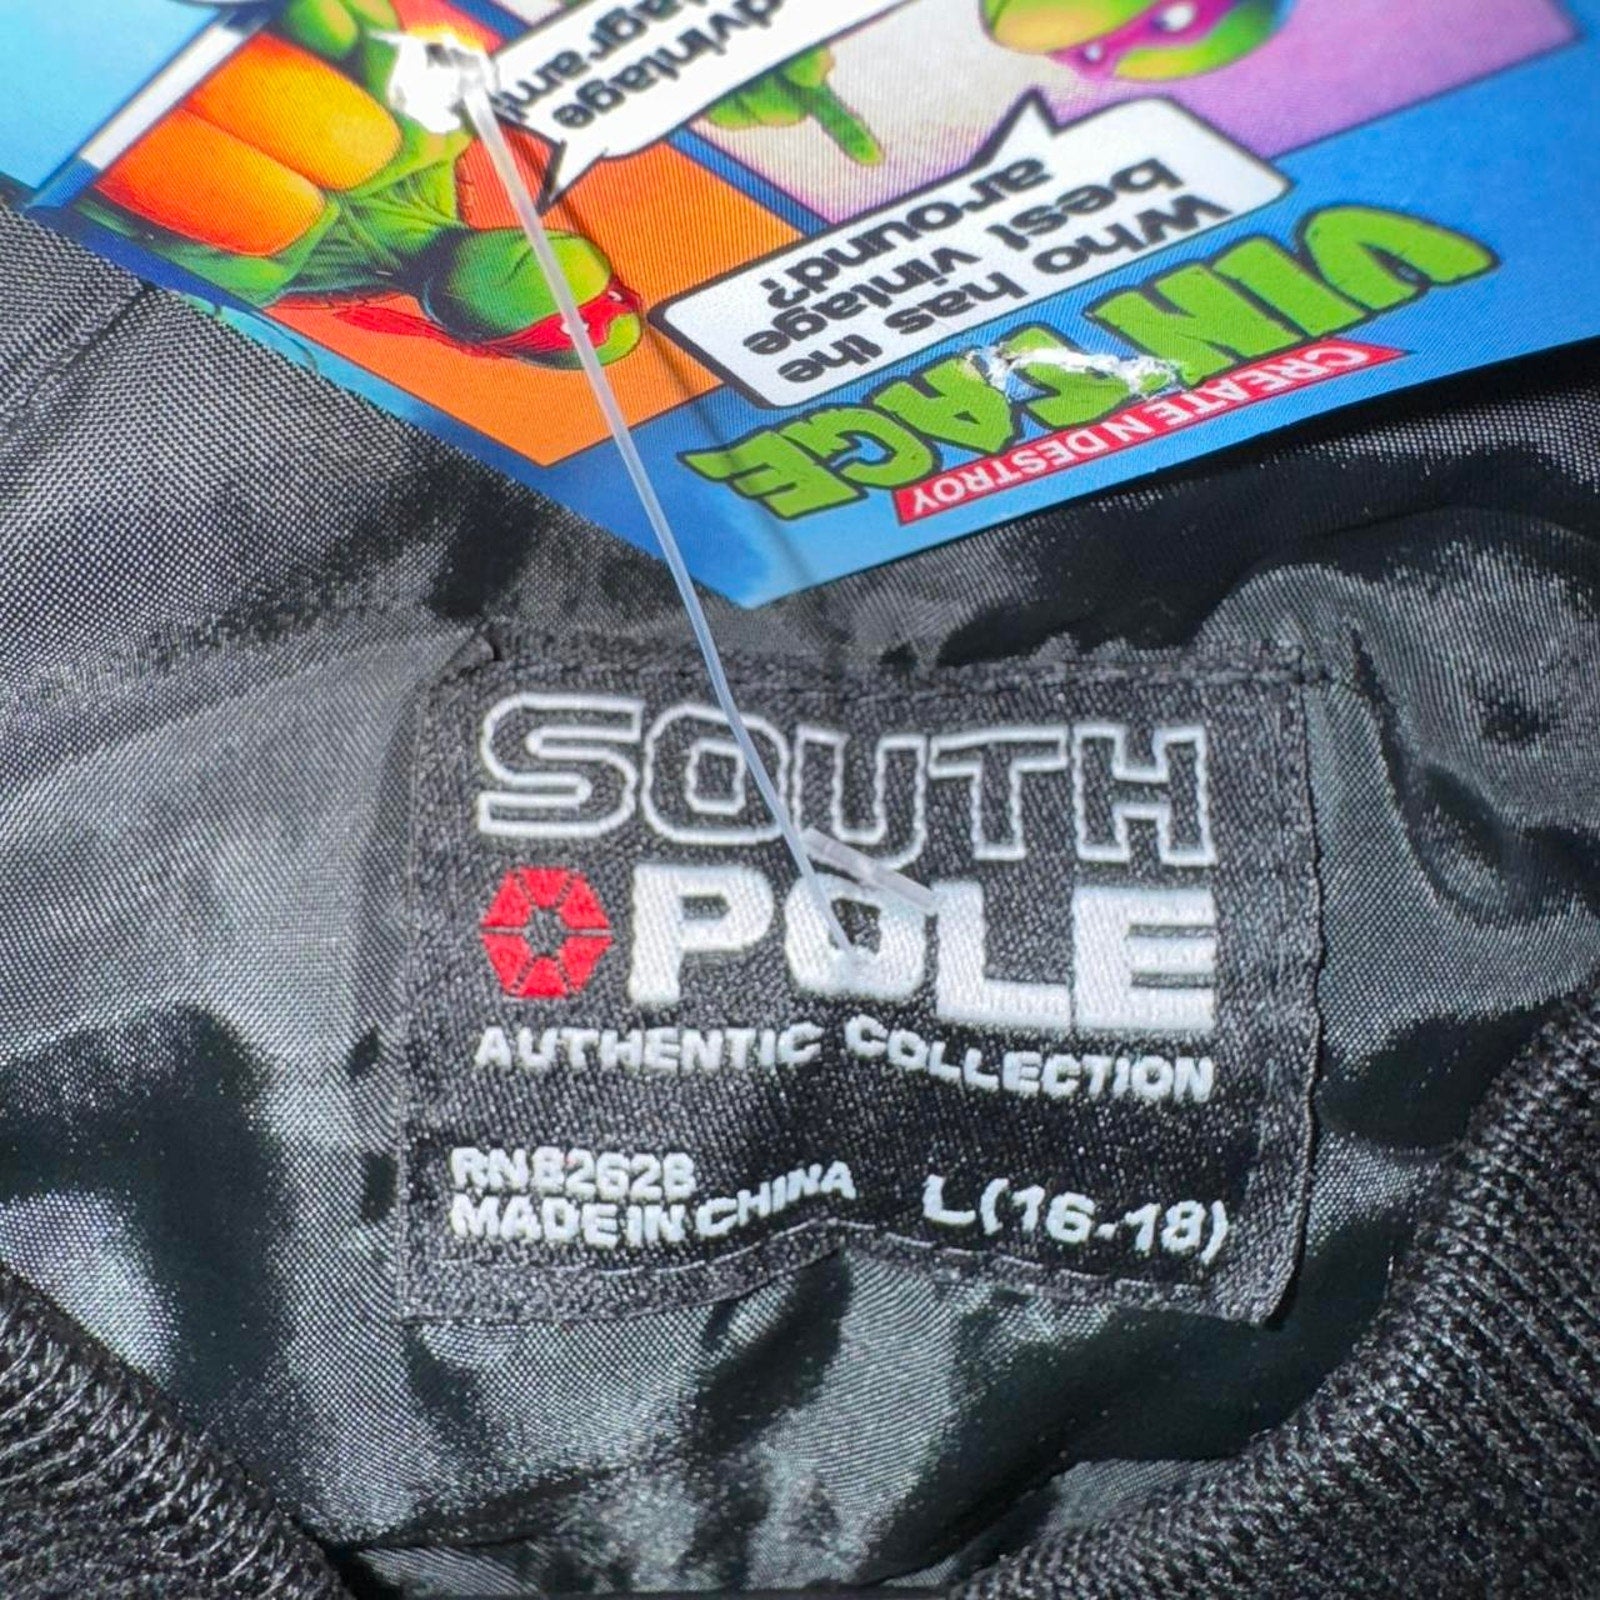 VINTAGE
CREATE N DESTROY
Who has the
best vintage
around?
SOUTH
POLE
AUTHENTIC COLLECTION
RN82628
MADE IN CHINA
L(16-18)